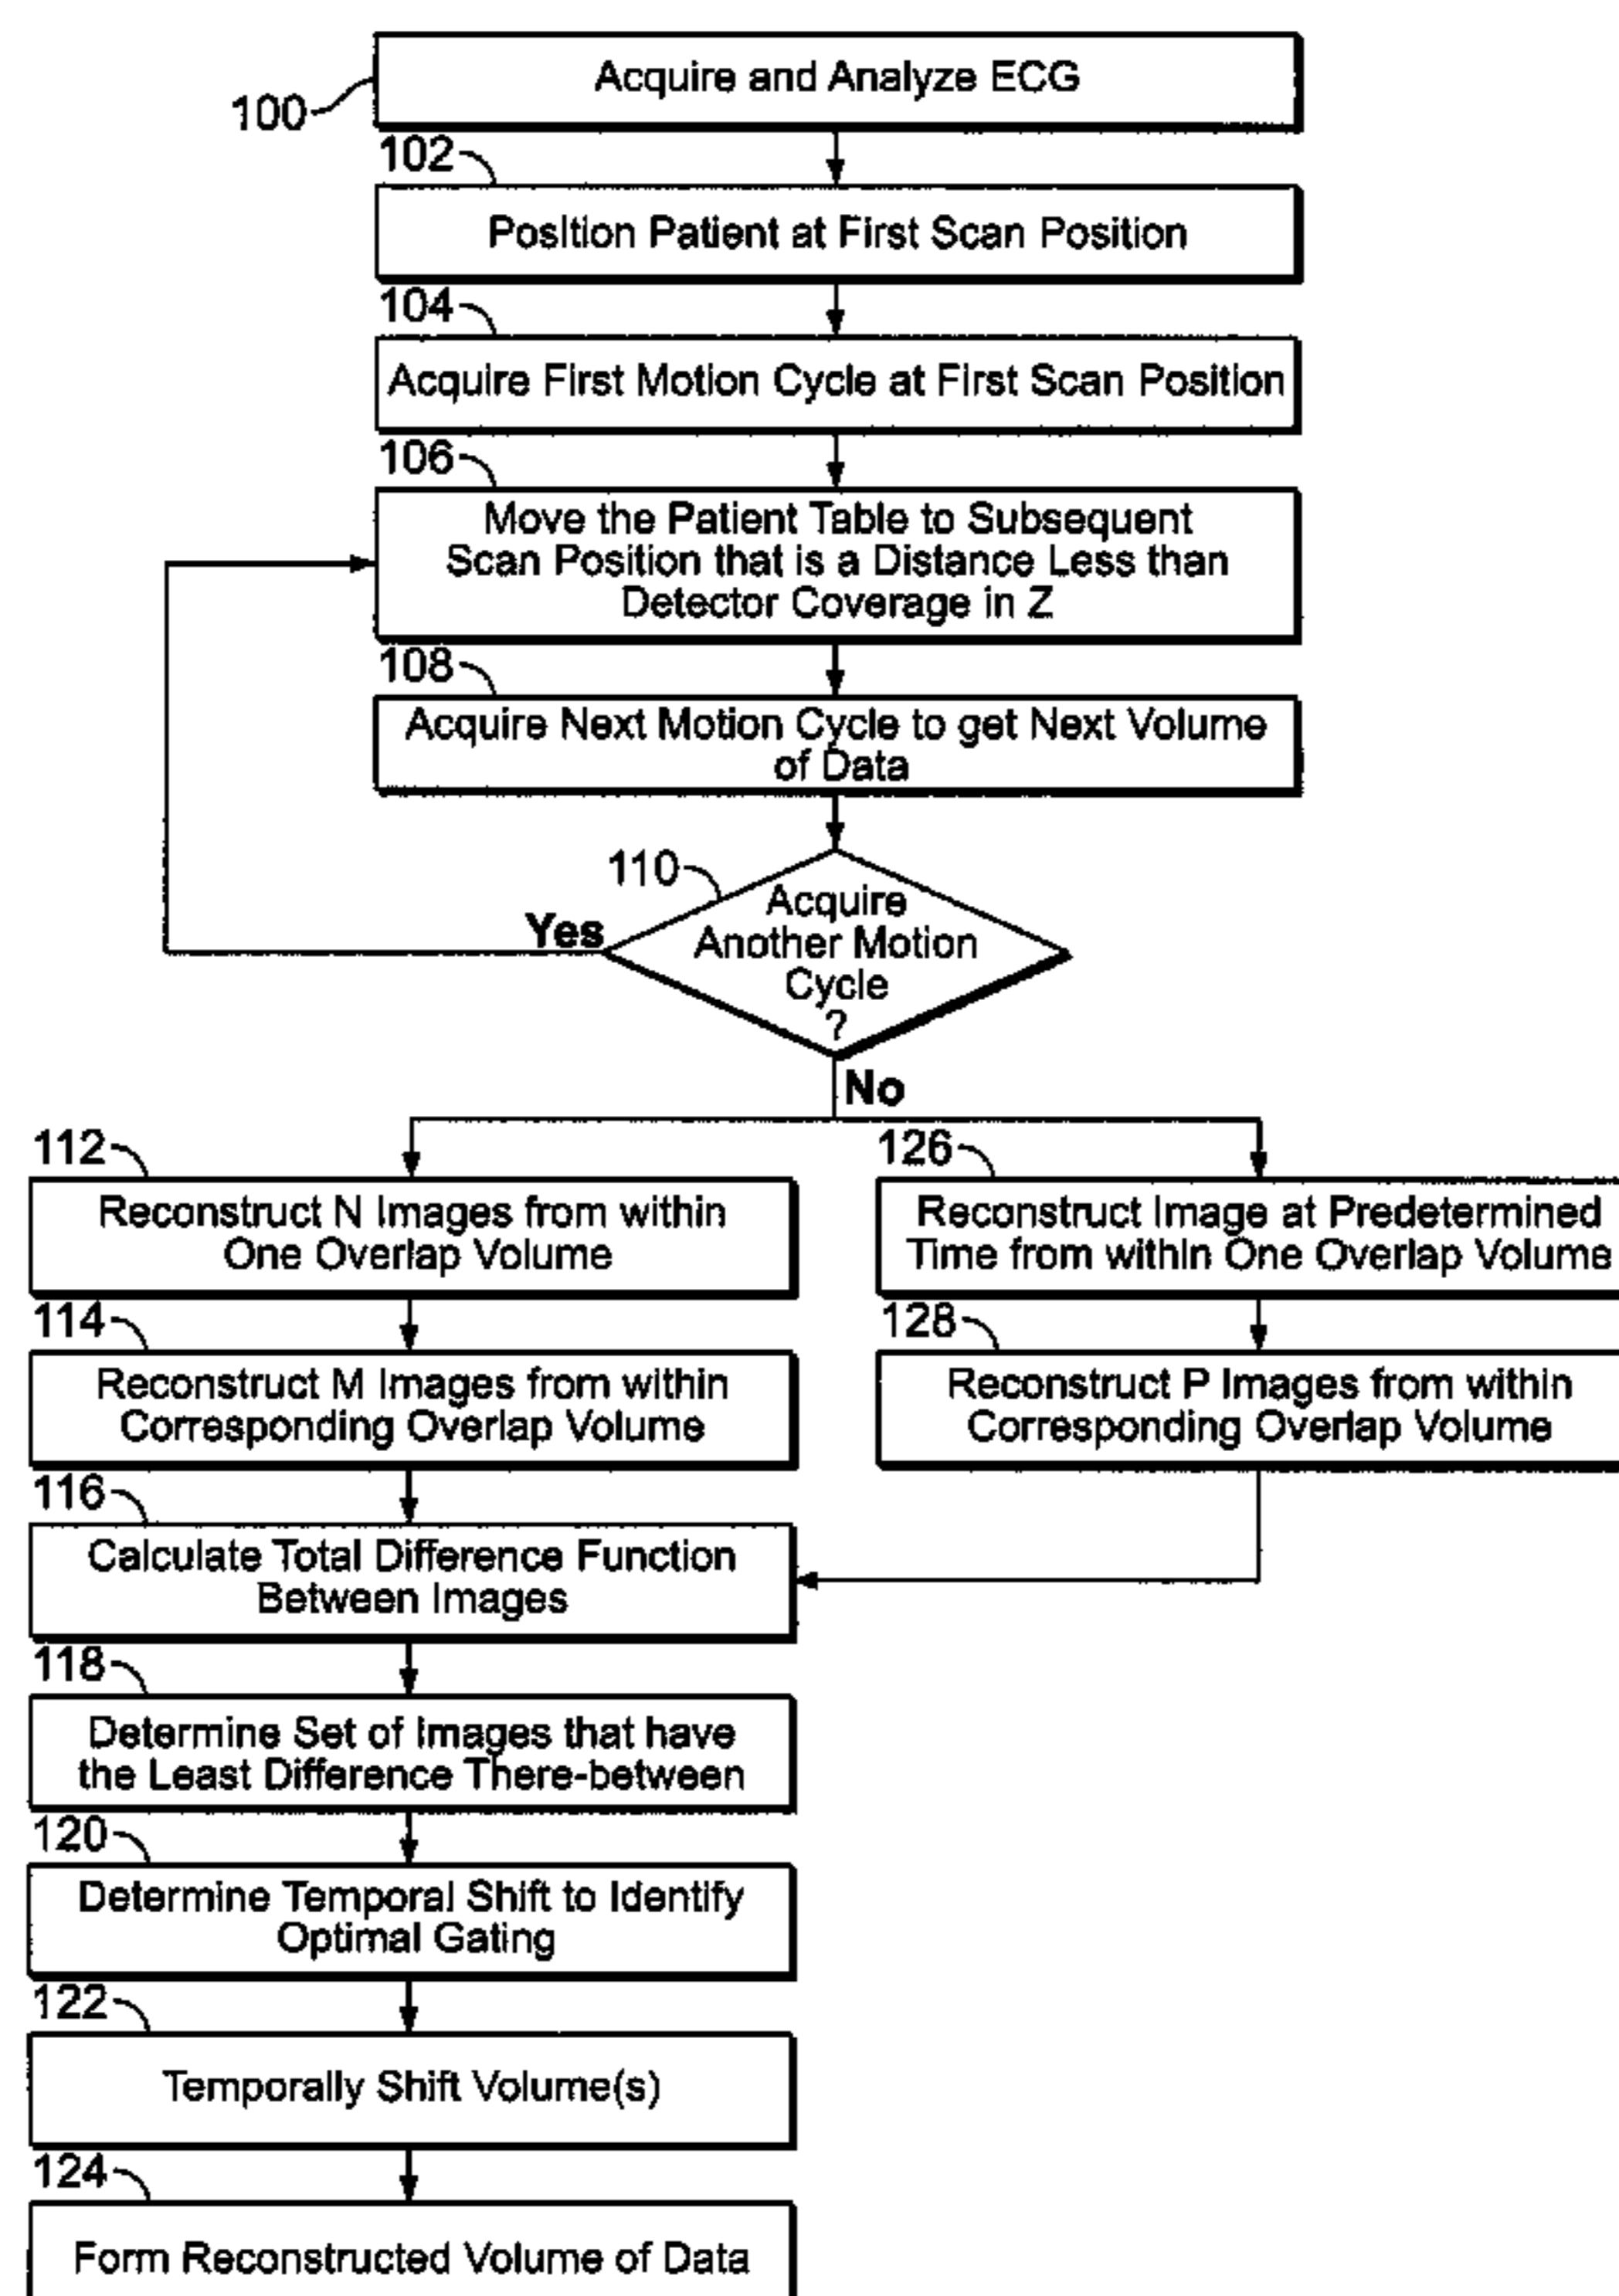 100
Acquire and Analyze ECG
102
Position Patient at First Scan Position
104
Acquire First Motion Cycle at First Scan Position
106
Move the Patient Table to Subsequent
Scan Position that is a Distance Less than
Detector Coverage in Z
108
Acquire Next Motion Cycle to get Next Volume
of Data
110
Acquire
Another Motion
Cycle
?
Yes
No
112
Reconstruct N Images from within
One Overlap Volume
126
Reconstruct Image at Predetermined
Time from within One Overlap Volume
114
Reconstruct M Images from within
Corresponding Overlap Volume
128
Reconstruct P Images from within
Corresponding Overlap Volume
116
Calculate Total Difference Function
Between Images
118
Determine Set of Images that have
the Least Difference There-between
120
Determine Temporal Shift to Identify
Optimal Gating
122
Temporally Shift Volume(s)
124
Form Reconstructed Volume of Data